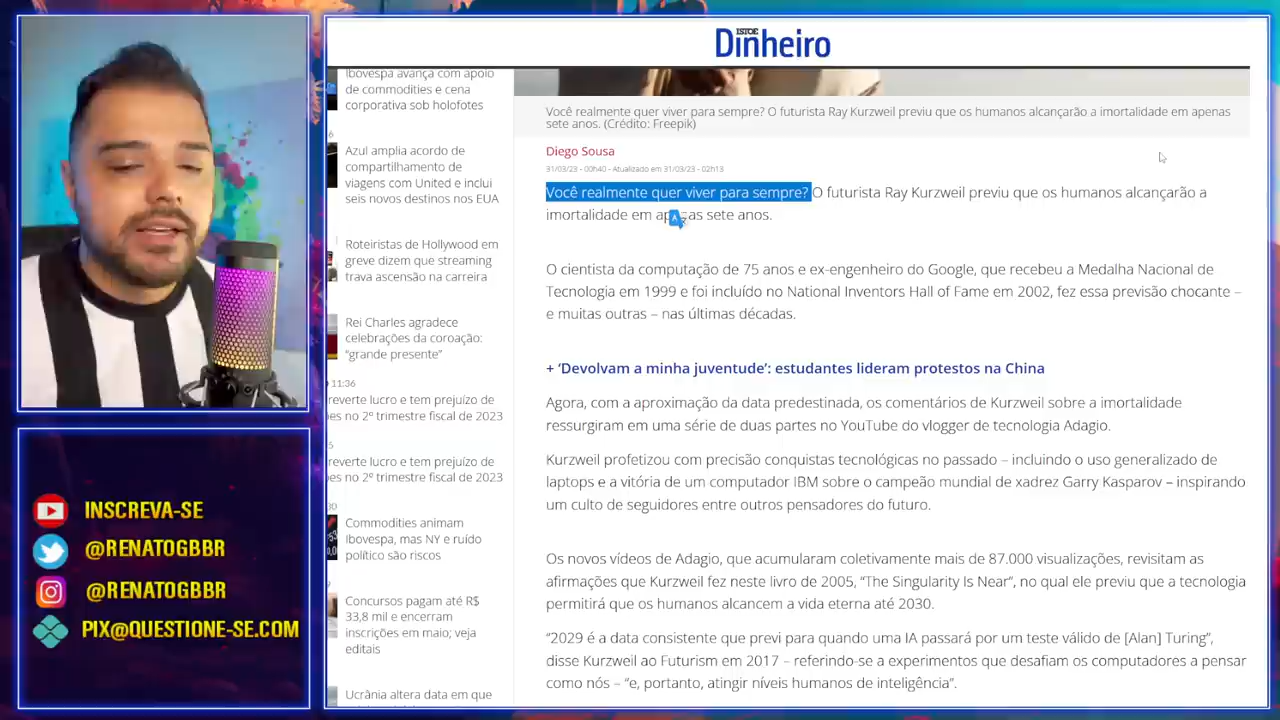 ISTOÉ
Dinheiro
Ibovespa avança com apoio
de commodities e cena
corporativa sob holofotes
Azul amplia acordo de
compartilhamento de
viagens com United e inclui
seis novos destinos nos EUA
Roteiristas de Hollywood em
greve dizem que streaming
trava ascensão na carreira
Rei Charles agradece
celebrações da coroação:
“grande presente”
11:36
reverte lucro e tem prejuízo de
es no 2º trimestre fiscal de 2023
reverte lucro e tem prejuízo de
es no 2º trimestre fiscal de 2023
Commodities animam
Ibovespa, mas NY e ruído
político são riscos
Concursos pagam até R$
33,8 mil e encerram
inscrições em maio; veja
editais
Ucrânia altera data em que
Você realmente quer viver para sempre? O futurista Ray Kurzweil previu que os humanos alcançarão a imortalidade em apenas
sete anos. (Crédito: Freepik)
Diego Sousa
31/03/23 - 00h40 - Atualizado em 31/03/23 - 02h13
Você realmente quer viver para sempre? O futurista Ray Kurzweil previu que os humanos alcançarão a
imortalidade em apenas sete anos.
O cientista da computação de 75 anos e ex-engenheiro do Google, que recebeu a Medalha Nacional de
Tecnologia em 1999 e foi incluído no National Inventors Hall of Fame em 2002, fez essa previsão chocante –
e muitas outras – nas últimas décadas.
+ ‘Devolvam a minha juventude’: estudantes lideram protestos na China
Agora, com a aproximação da data predestinada, os comentários de Kurzweil sobre a imortalidade
ressurgiram em uma série de duas partes no YouTube do vlogger de tecnologia Adagio.
Kurzweil profetizou com precisão conquistas tecnológicas no passado – incluindo o uso generalizado de
laptops e a vitória de um computador IBM sobre o campeão mundial de xadrez Garry Kasparov – inspirando
um culto de seguidores entre outros pensadores do futuro.
Os novos vídeos de Adagio, que acumularam coletivamente mais de 87.000 visualizações, revisitam as
afirmações que Kurzweil fez neste livro de 2005, “The Singularity Is Near”, no qual ele previu que a tecnologia
permitirá que os humanos alcancem a vida eterna até 2030.
“2029 é a data consistente que previ para quando uma IA passará por um teste válido de [Alan] Turing”,
disse Kurzweil ao Futurism em 2017 – referindo-se a experimentos que desafiam os computadores a pensar
como nós – “e, portanto, atingir níveis humanos de inteligência”.
INSCREVA-SE
@RENATOGBBR
@RENATOGBBR
PIX@QUESTIONE-SE.COM